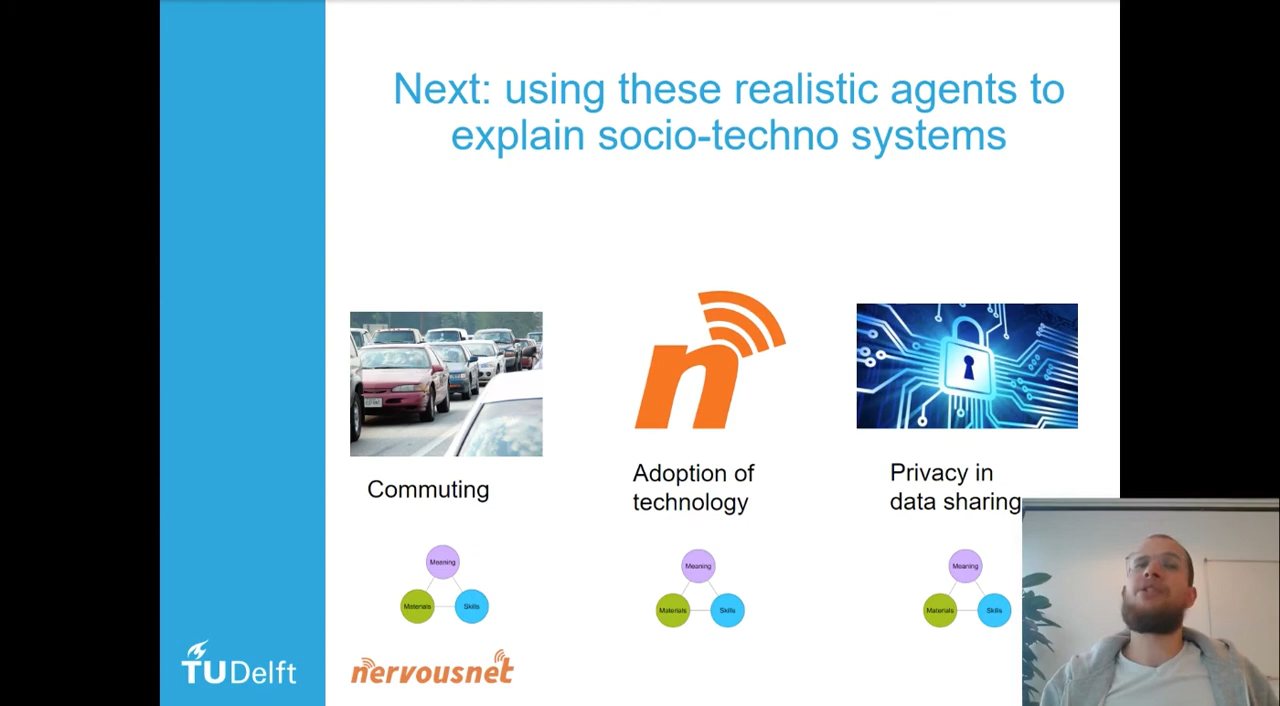 Next: using these realistic agents to
explain socio-techno systems
n
Commuting
Adoption of
technology
Privacy in
data sharing
Meaning
Materials
Skills
Meaning
Materials
Skills
Meaning
Materials
Skills
TUDelft
nervousnet